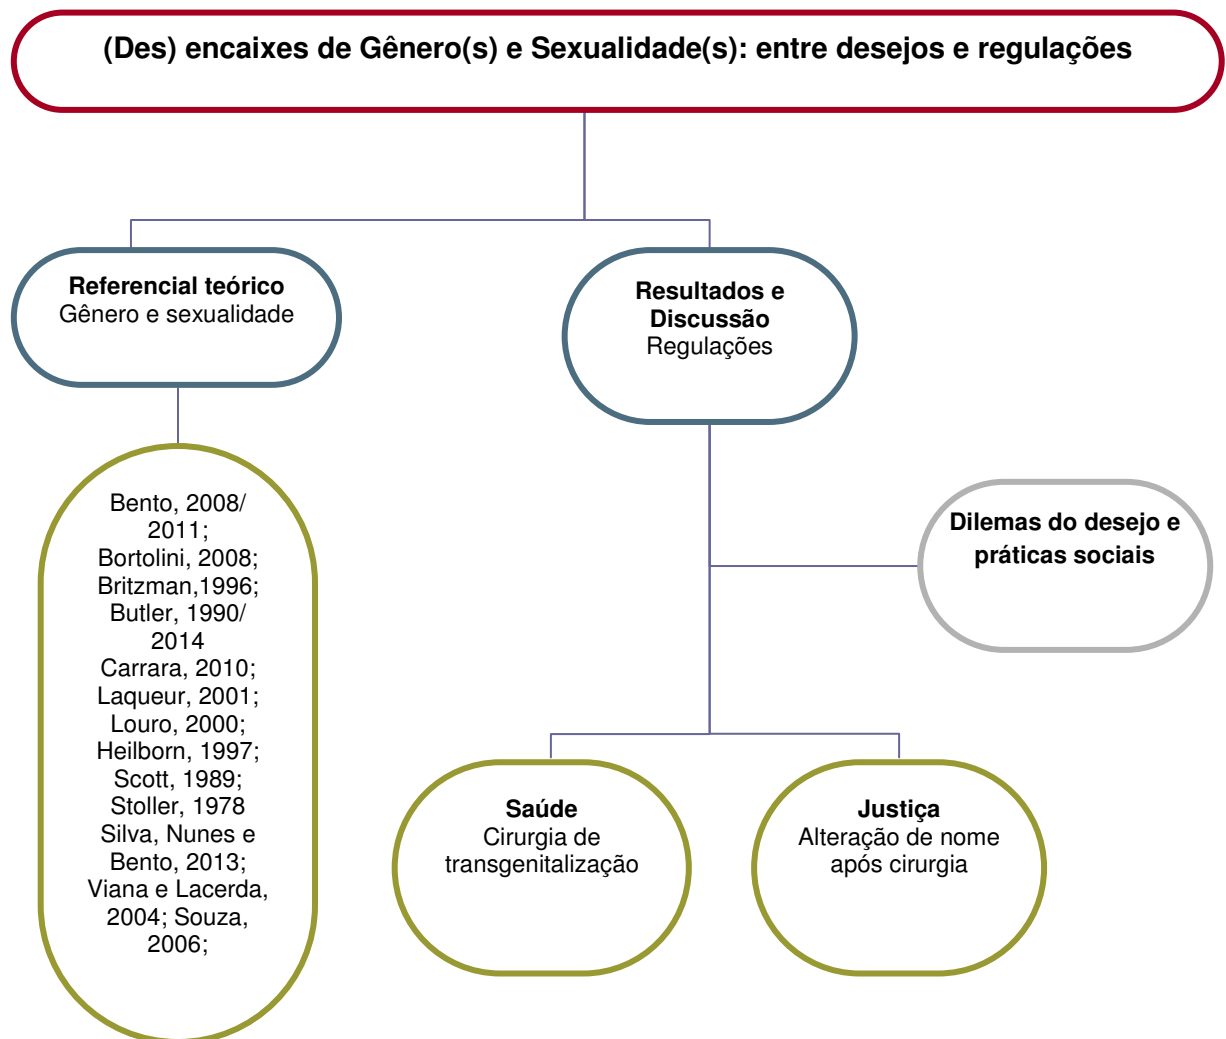 (Des) encaixes de Gênero(s) e Sexualidade(s): entre desejos e regulações
Referencial teórico
Gênero e sexualidade
Resultados e
Discussão
Regulações
Bento, 2008/
2011;
Bortolini, 2008;
Britzman,1996;
Butler, 1990/
2014
Carrara, 2010;
Laqueur, 2001;
Louro, 2000;
Heilborn, 1997;
Scott, 1989;
Stoller, 1978
Silva, Nunes e
Bento, 2013;
Viana e Lacerda,
2004; Souza,
2006;
Dilemas do desejo e
práticas sociais
Saúde
Cirurgia de
transgenitalização
Justiça
Alteração de nome
após cirurgia